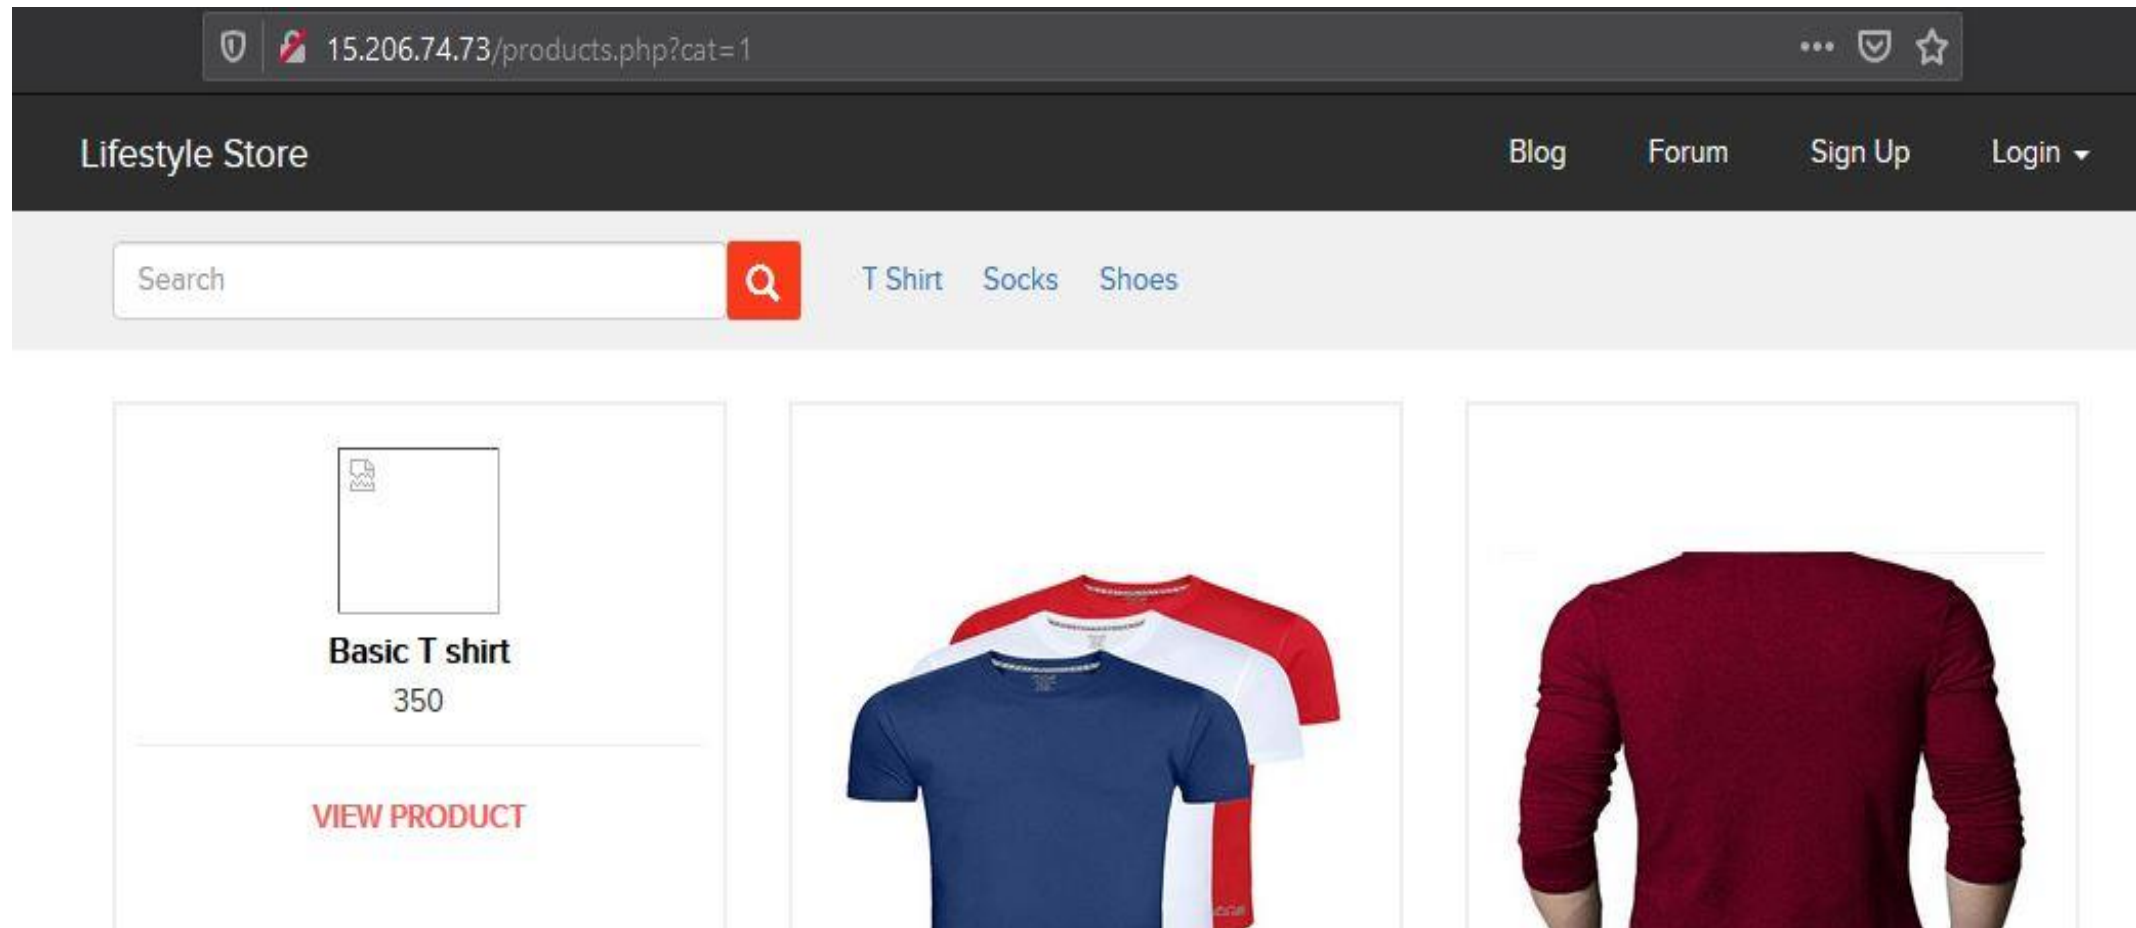 15.206.74.73/products.php?cat=1
Lifestyle Store
Blog Forum Sign Up Login
Search
T Shirt Socks Shoes
Basic T shirt
350
VIEW PRODUCT